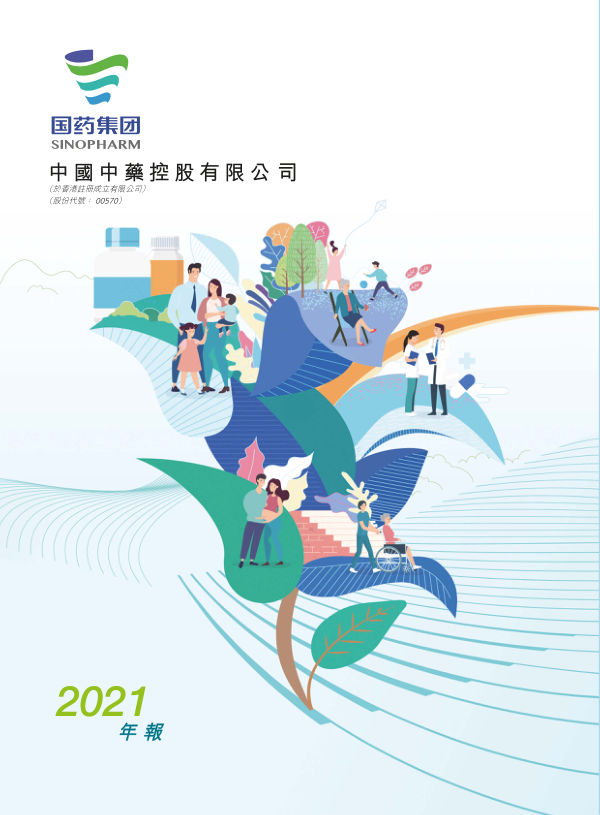 国药集团
SINOPHARM
中國中藥控股有限公司
(於香港註冊成立有限公司)
(股份代號： 00570)
2021
年報